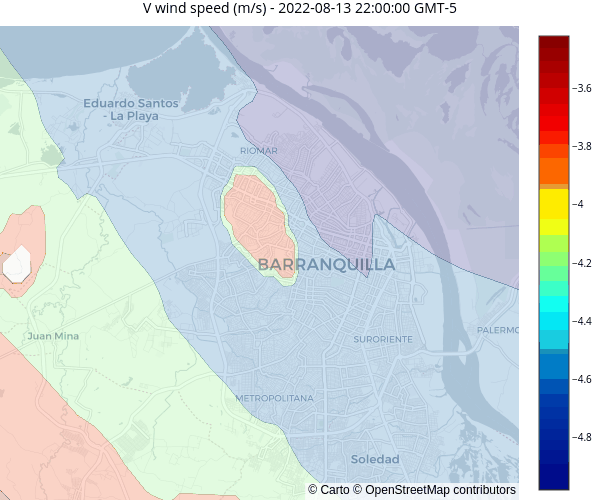 V wind speed (m/s) - 2022-08-13 22:00:00 GMT-5
Eduardo Santos
- La Playa
RIOMAR
BARRANQUILLA
Juan Mina
SURORIENTE
PALERMO
METROPOLITANA
Soledad
© Carto © OpenStreetMap contributors
−3.6
−3.8
−4
−4.2
−4.4
−4.6
−4.8